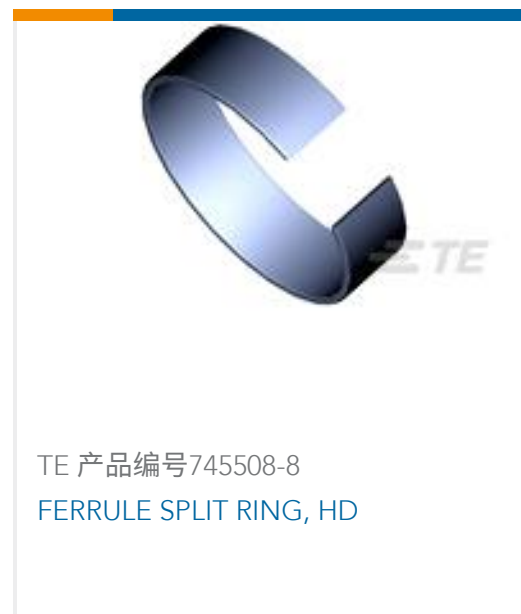 TE
TE 产品编号745508-8
FERRULE SPLIT RING, HD